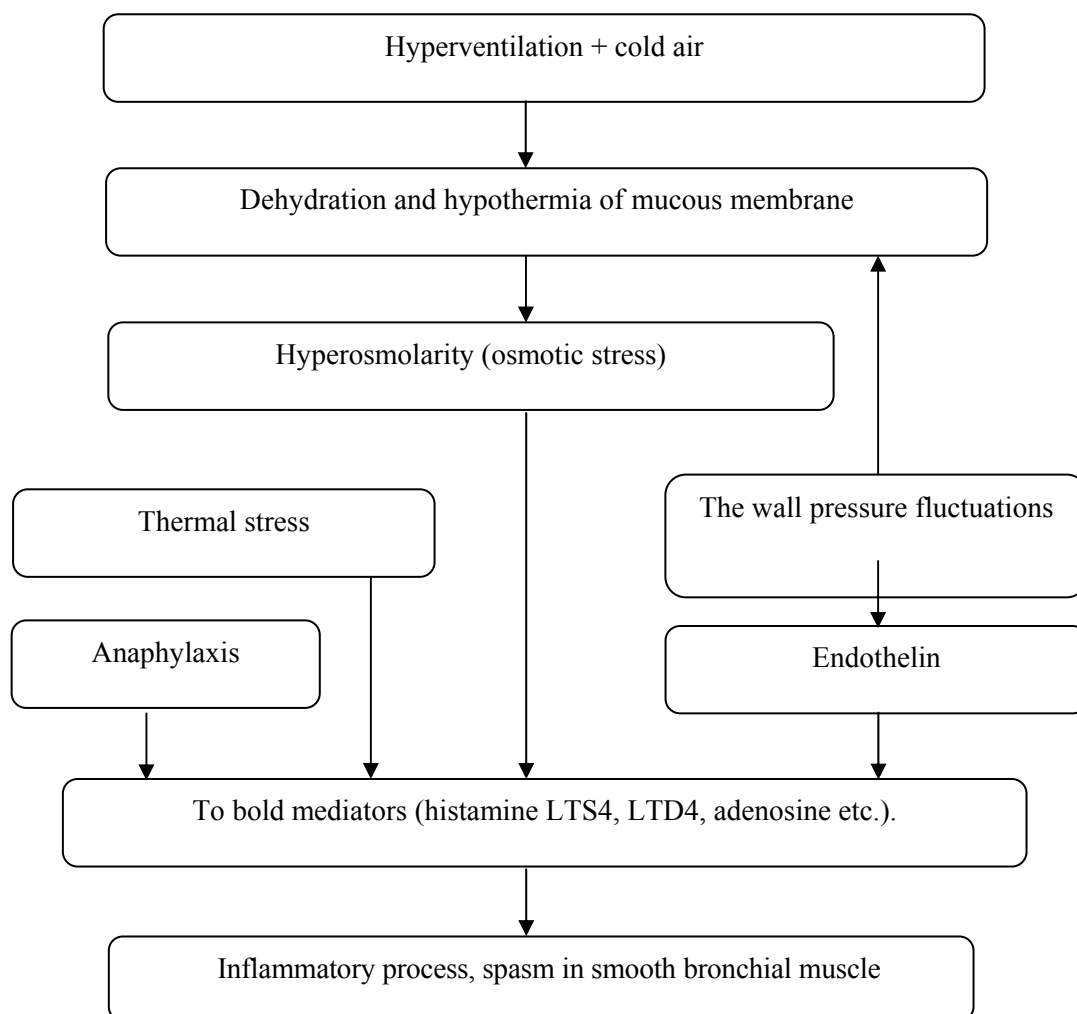 Hyperventilation + cold air
Dehydration and hypothermia of mucous membrane
Hyperosmolarity (osmotic stress)
Thermal stress
The wall pressure fluctuations
Anaphylaxis
Endothelin
To bold mediators (histamine LTS4, LTD4, adenosine etc.).
Inflammatory process, spasm in smooth bronchial muscle